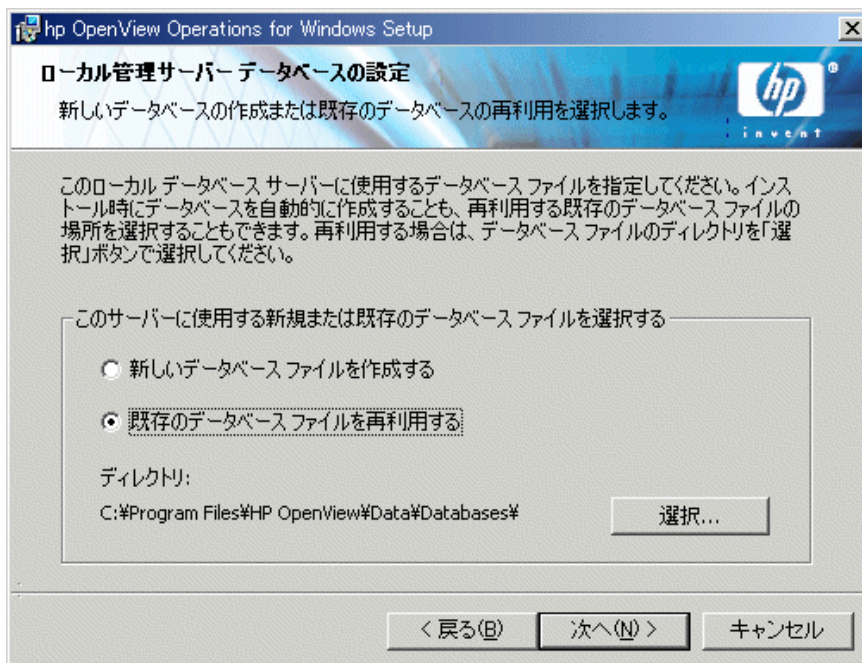 hp OpenView Operations for Windows Setup
ローカル管理サーバー データベースの設定
新しいデータベースの作成または既存のデータベースの再利用を選択します。
hp
®
invent
このローカル データベース サーバーに使用するデータベース ファイルを指定してください。インス
トール時にデータベースを自動的に作成することも、再利用する既存のデータベース ファイルの
場所を選択することもできます。再利用する場合は、データベース ファイルのディレクトリを「選
択」ボタンで選択してください。
このサーバーに使用する新規または既存のデータベース ファイルを選択する
新しいデータベース ファイルを作成する
既存のデータベース ファイルを再利用する
ディレクトリ:
C:¥Program Files¥HP OpenView¥Data¥Databases¥
選択...
< 戻る(B)
次へ(N) >
キャンセル